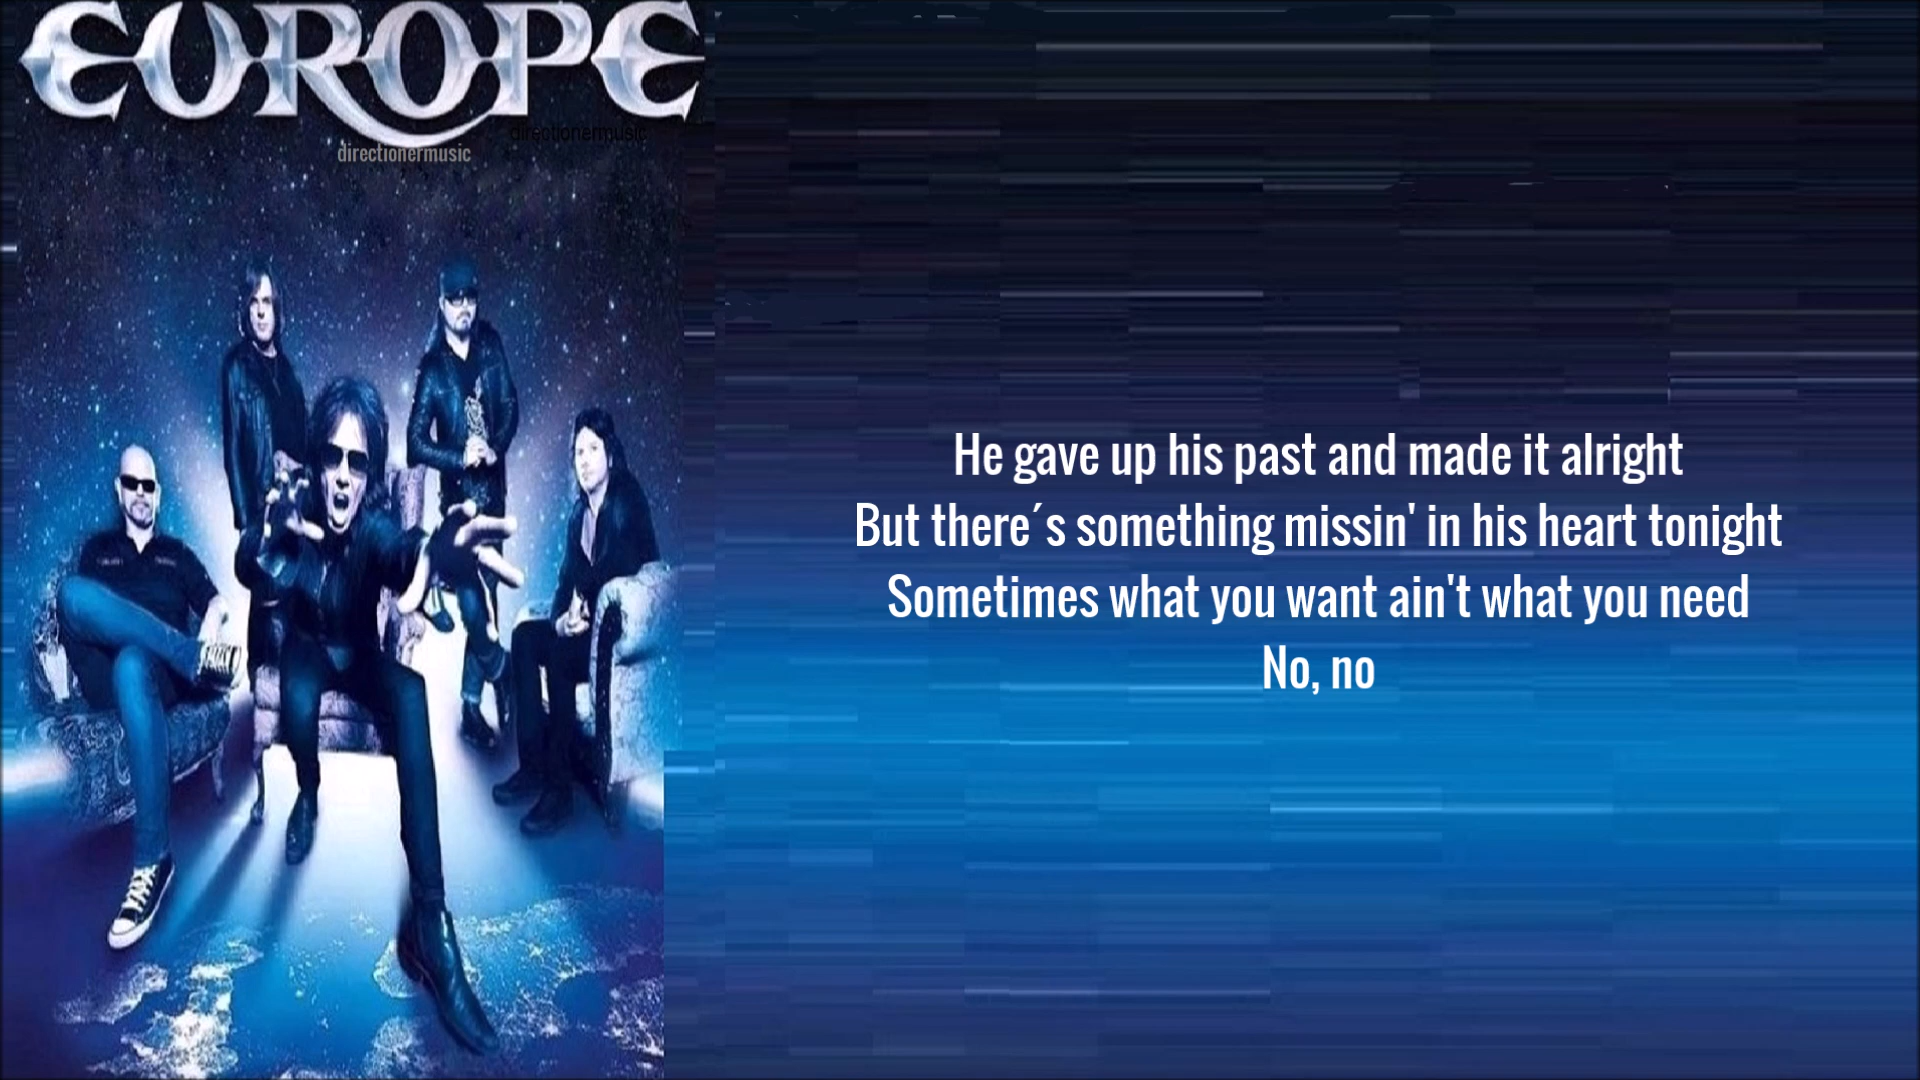 EUROPE
directionermusic
directionermusic
He gave up his past and made it alright
But there´s something missin' in his heart tonight
Sometimes what you want ain't what you need
No, no